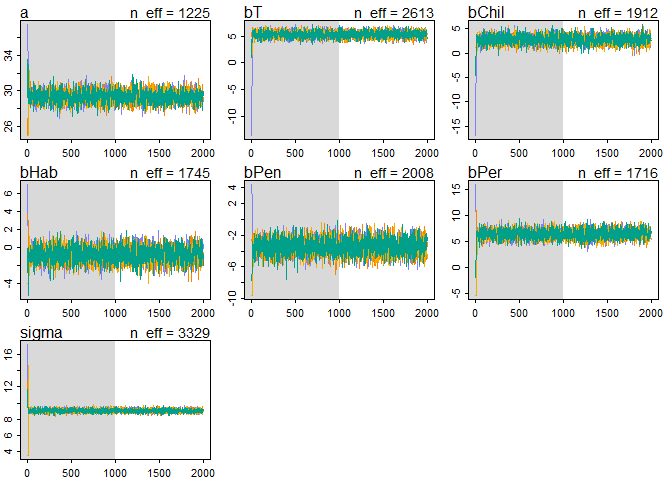 a n_eff = 1225
bT n_eff = 2613
bChil n_eff = 1912
26 30 34
-10 -5 0 5
-15 -10 -5 0 5
0 500 1000 1500 2000
0 500 1000 1500 2000
0 500 1000 1500 2000
bHab n_eff = 1745
bPen n_eff = 2008
bPer n_eff = 1716
-4 0 2 4 6
-10 -6 -2 2 4
-5 0 5 10 15
0 500 1000 1500 2000
0 500 1000 1500 2000
0 500 1000 1500 2000
sigma n_eff = 3329
4 6 8 12 16
0 500 1000 1500 2000